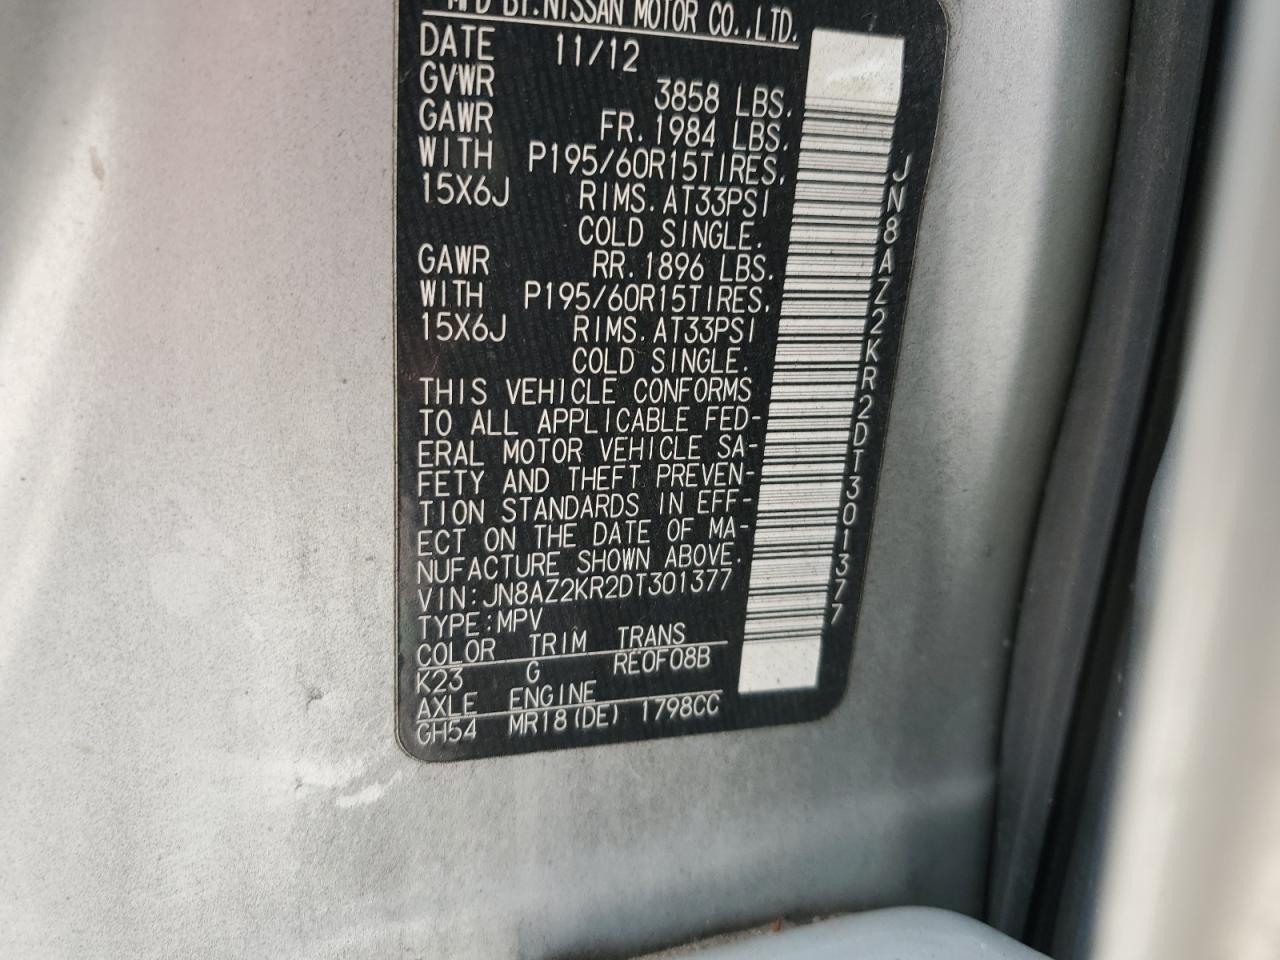 MFD BY:NISSAN MOTOR CO.,LTD.
DATE 11/12
GVWR 3858 LBS.
GAWR FR. 1984 LBS.
WITH P195/60R15TIRES.
15X6J RIMS. AT33PSI
COLD SINGLE.
GAWR RR. 1896 LBS.
WITH P195/60R15TIRES.
15X6J RIMS. AT33PSI
COLD SINGLE.
THIS VEHICLE CONFORMS
TO ALL APPLICABLE FED-
ERAL MOTOR VEHICLE SA-
FETY AND THEFT PREVEN-
TION STANDARDS IN EFF-
ECT ON THE DATE OF MA-
NUFACTURE SHOWN ABOVE.
VIN:JN8AZ2KR2DT301377
TYPE:MPV
COLOR TRIM TRANS
K23 G RE0F08B
AXLE ENGINE
GH54 MR18(DE) 1798CC
JN8AZ2KR2DT301377